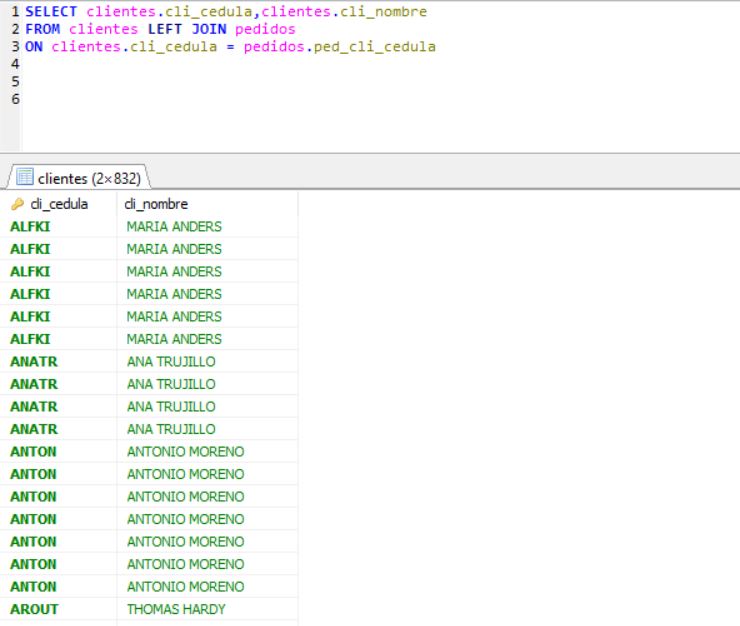 1 SELECT clientes.cli_cedula,clientes.cli_nombre
2 FROM clientes LEFT JOIN pedidos
3 ON clientes.cli_cedula = pedidos.ped_cli_cedula
4
5
6
clientes (2×832)
cli_cedula cli_nombre
ALFKI MARIA ANDERS
ALFKI MARIA ANDERS
ALFKI MARIA ANDERS
ALFKI MARIA ANDERS
ALFKI MARIA ANDERS
ALFKI MARIA ANDERS
ANATR ANA TRUJILLO
ANATR ANA TRUJILLO
ANATR ANA TRUJILLO
ANATR ANA TRUJILLO
ANTON ANTONIO MORENO
ANTON ANTONIO MORENO
ANTON ANTONIO MORENO
ANTON ANTONIO MORENO
ANTON ANTONIO MORENO
ANTON ANTONIO MORENO
ANTON ANTONIO MORENO
AROUT THOMAS HARDY